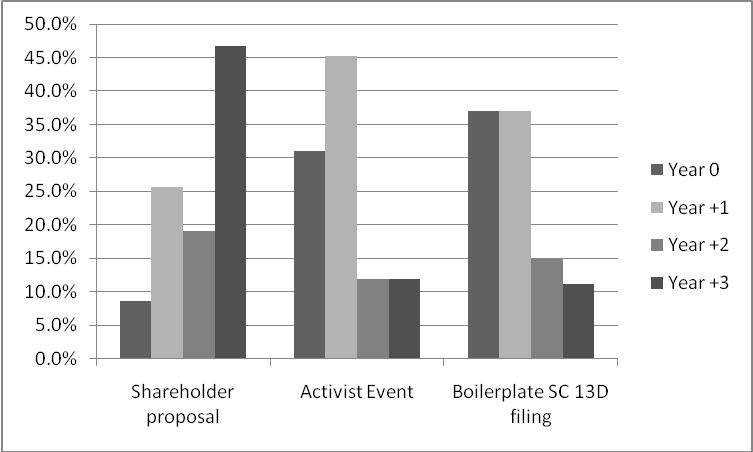 50.0%
45.0%
40.0%
35.0%
30.0%
25.0%
20.0%
15.0%
10.0%
5.0%
0.0%
Shareholder
proposal
Activist Event
Boilerplate SC 13D
filing
Year 0
Year +1
Year +2
Year +3